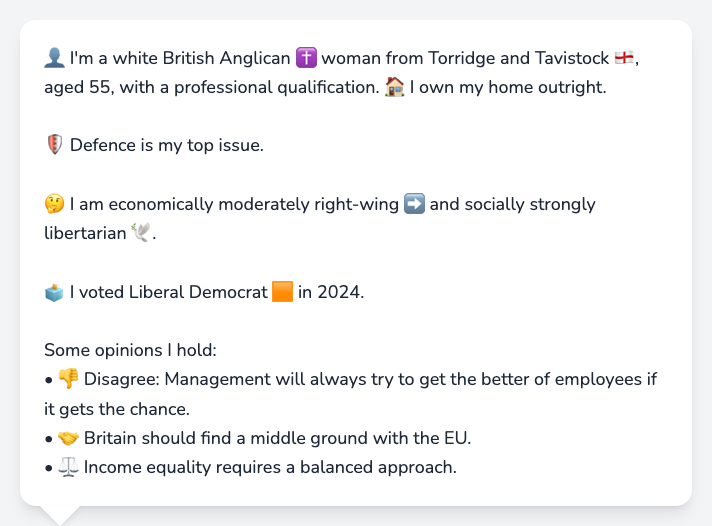 👤 I'm a white British Anglican ✝️ woman from Torridge and Tavistock 🏴󠁧󠁢󠁥󠁮󠁧󠁿,
aged 55, with a professional qualification. 🏠 I own my home outright.
🛡️ Defence is my top issue.
🤔 I am economically moderately right-wing ➡️ and socially strongly
libertarian 🕊️.
🗳️ I voted Liberal Democrat 🟧 in 2024.
Some opinions I hold:
• 👎 Disagree: Management will always try to get the better of employees if
it gets the chance.
• 🤝 Britain should find a middle ground with the EU.
• ⚖️ Income equality requires a balanced approach.